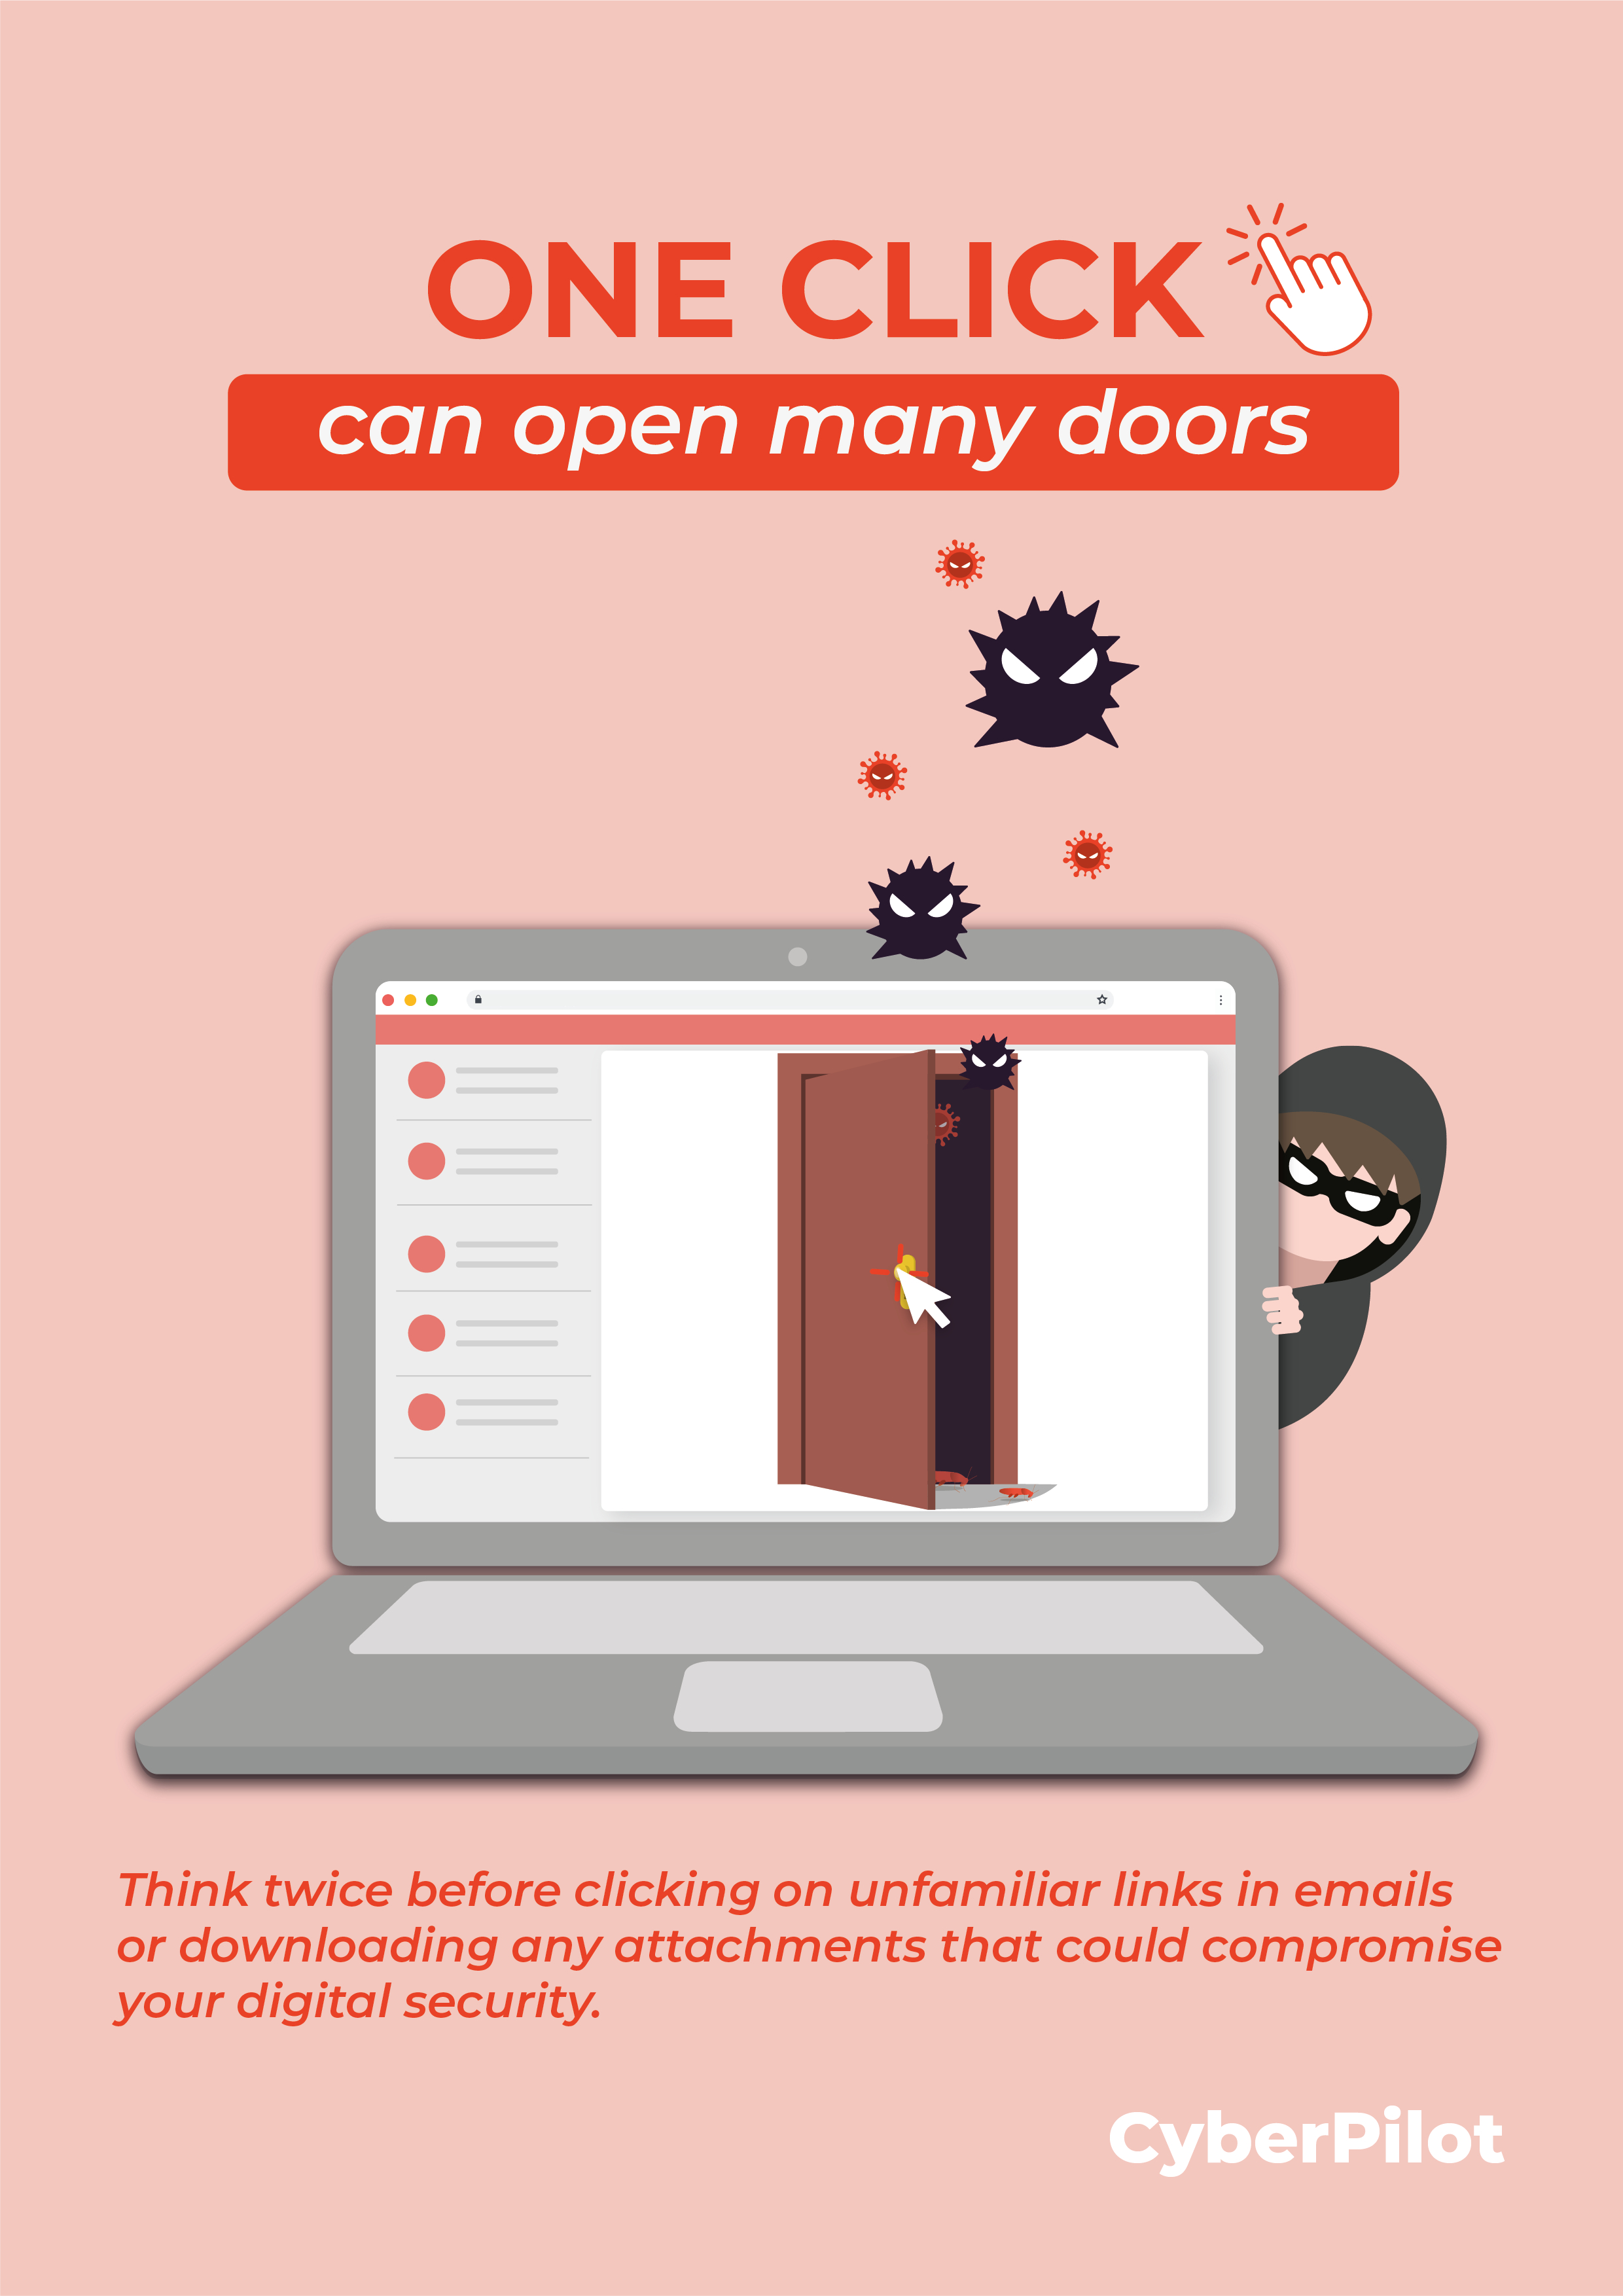 ONE CLICK
can open many doors
Think twice before clicking on unfamiliar links in emails
or downloading any attachments that could compromise
your digital security.
CyberPilot